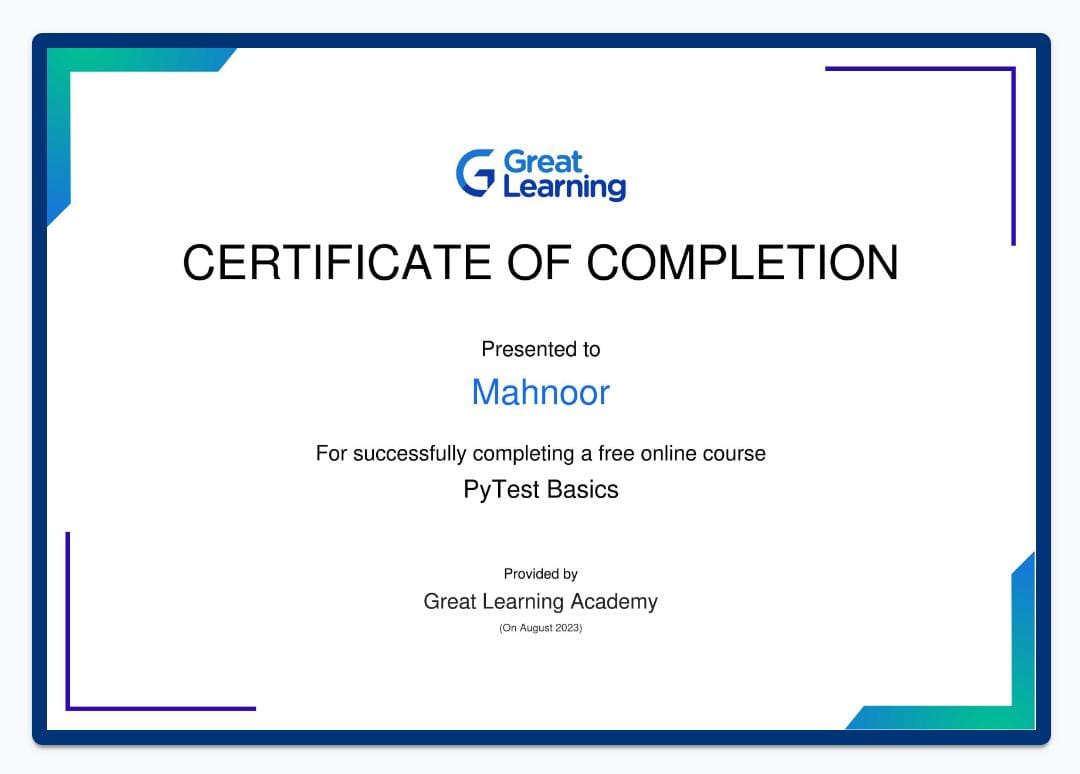 Great
Learning
CERTIFICATE OF COMPLETION
Presented to
Mahnoor
For successfully completing a free online course
PyTest Basics
Provided by
Great Learning Academy
(On August 2023)